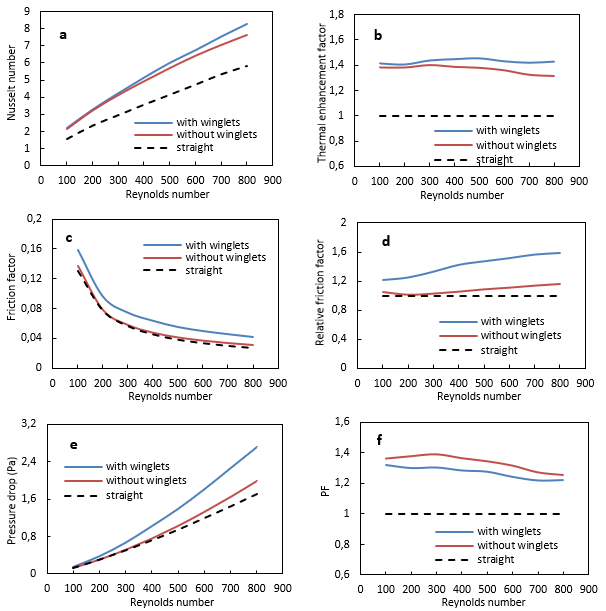 9
8
7
6
5
4
3
2
1
0
Nusselt number
a
with winglets
without winglets
straight
0 100 200 300 400 500 600 700 800 900
Reynolds number
1,8
1,6
1,4
1,2
1
0,8
0,6
Thermal enhancement factor
b
with winglets
without winglets
straight
0 100 200 300 400 500 600 700 800 900
Reynolds number
0,2
0,16
0,12
0,08
0,04
0
Friction factor
c
with winglets
without winglets
straight
0 100 200 300 400 500 600 700 800 900
Reynolds number
2
1,6
1,2
0,8
0,4
0
Relative friction factor
d
with winglets
without winglets
straight
0 100 200 300 400 500 600 700 800 900
Reynolds number
3,2
2,4
1,6
0,8
0
Pressure drop (Pa)
e
with winglets
without winglets
straight
0 100 200 300 400 500 600 700 800 900
Reynolds number
1,6
1,4
1,2
1
0,8
0,6
PF
f
with winglets
without winglets
straight
0 100 200 300 400 500 600 700 800 900
Reynolds number